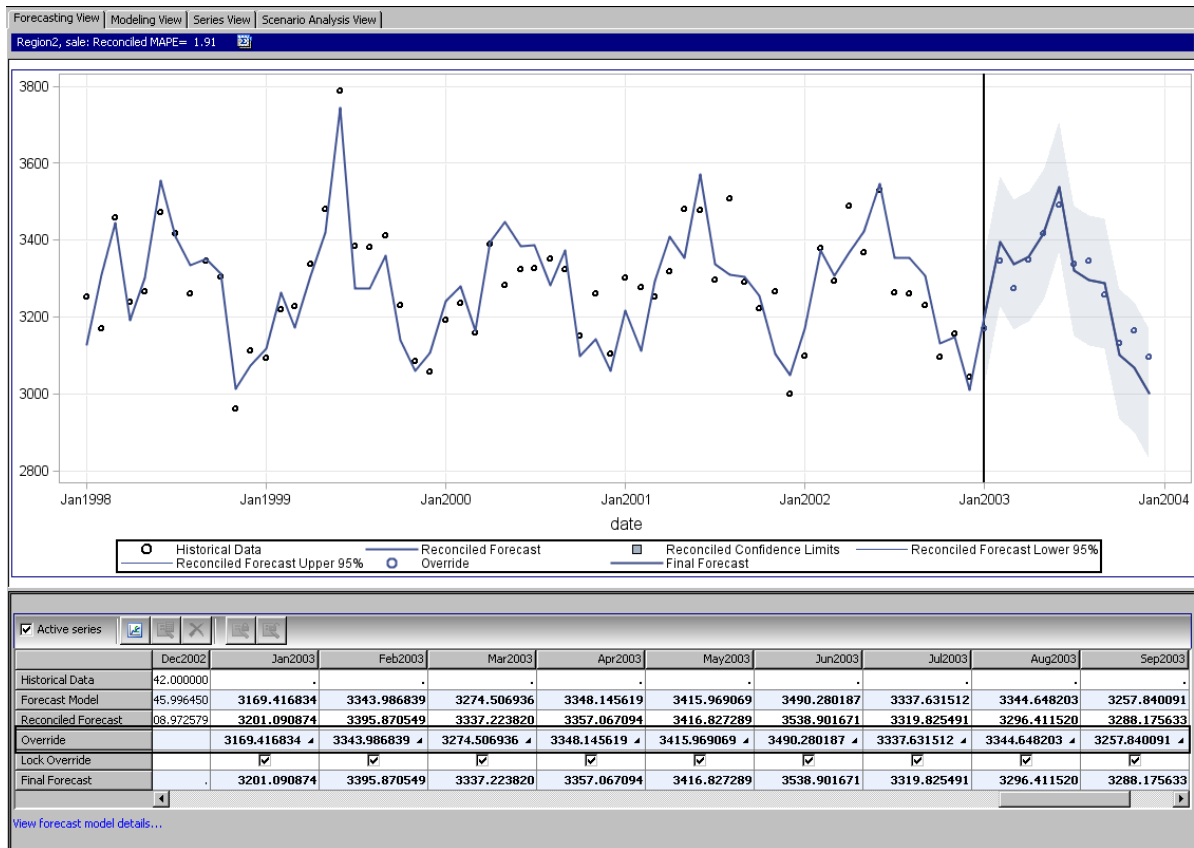 Forecasting View Modeling View Series View Scenario Analysis View
Region2, sale: Reconciled MAPE= 1.91
3800
3600
3400
3200
3000
2800
Jan1998 Jan1999 Jan2000 Jan2001 Jan2002 Jan2003 Jan2004
date
Historical Data Reconciled Forecast Reconciled Confidence Limits Reconciled Forecast Lower 95%
Reconciled Forecast Upper 95% Override Final Forecast
Active series
Dec2002 Jan2003 Feb2003 Mar2003 Apr2003 May2003 Jun2003 Jul2003 Aug2003 Sep2003
Historical Data 42.000000 . . . . . . . . .
Forecast Model 45.996450 3169.416834 3343.986839 3274.506936 3348.145619 3415.969069 3490.280187 3337.631512 3344.648203 3257.840091
Reconciled Forecast 08.972579 3201.090874 3395.870549 3337.223820 3357.067094 3416.827289 3538.901671 3319.825491 3296.411520 3288.175633
Override 3169.416834 3343.986839 3274.506936 3348.145619 3415.969069 3490.280187 3337.631512 3344.648203 3257.840091
Lock Override
Final Forecast . 3201.090874 3395.870549 3337.223820 3357.067094 3416.827289 3538.901671 3319.825491 3296.411520 3288.175633
View forecast model details...